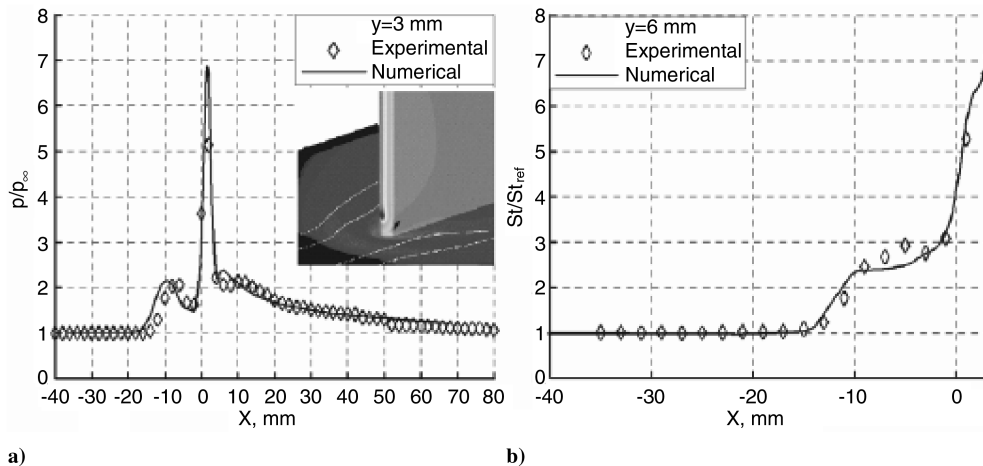 8
7
6
5
4
3
2
1
0
p/p∞
y=3 mm
Experimental
Numerical
-40 -30 -20 -10 0 10 20 30 40 50 60 70 80
X, mm
a)
8
7
6
5
4
3
2
1
0
St/Stref
y=6 mm
Experimental
Numerical
-40 -30 -20 -10 0
X, mm
b)